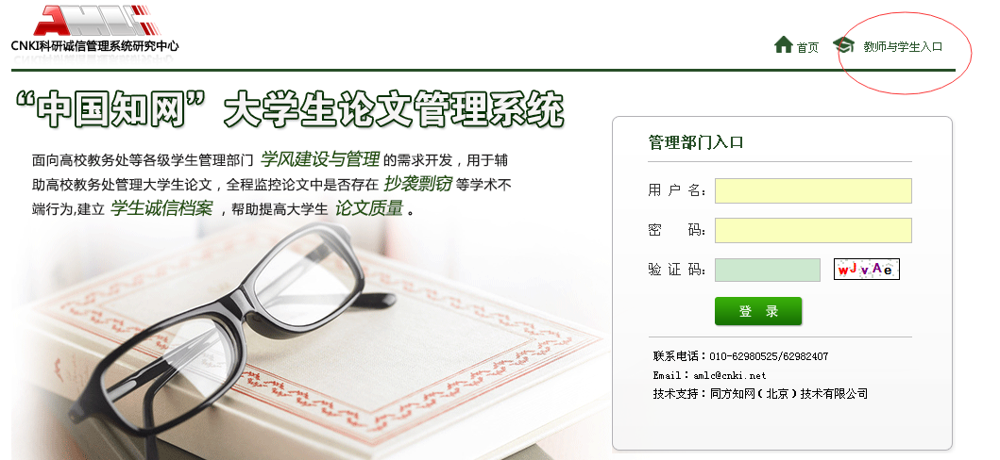 AMLC
CNKI科研诚信管理系统研究中心
首页 教师与学生入口
“中国知网”大学生论文管理系统
面向高校教务处等各级学生管理部门 学风建设与管理 的需求开发，用于辅
助高校教务处管理大学生论文，全程监控论文中是否存在 抄袭剽窃 等学术不
端行为,建立 学生诚信档案 ，帮助提高大学生 论文质量 。
管理部门入口
用 户 名：
密 码：
验 证 码： wJvAe
登 录
联系电话：010-62980525/62982407
Email：amlc@cnki.net
技术支持：同方知网（北京）技术有限公司